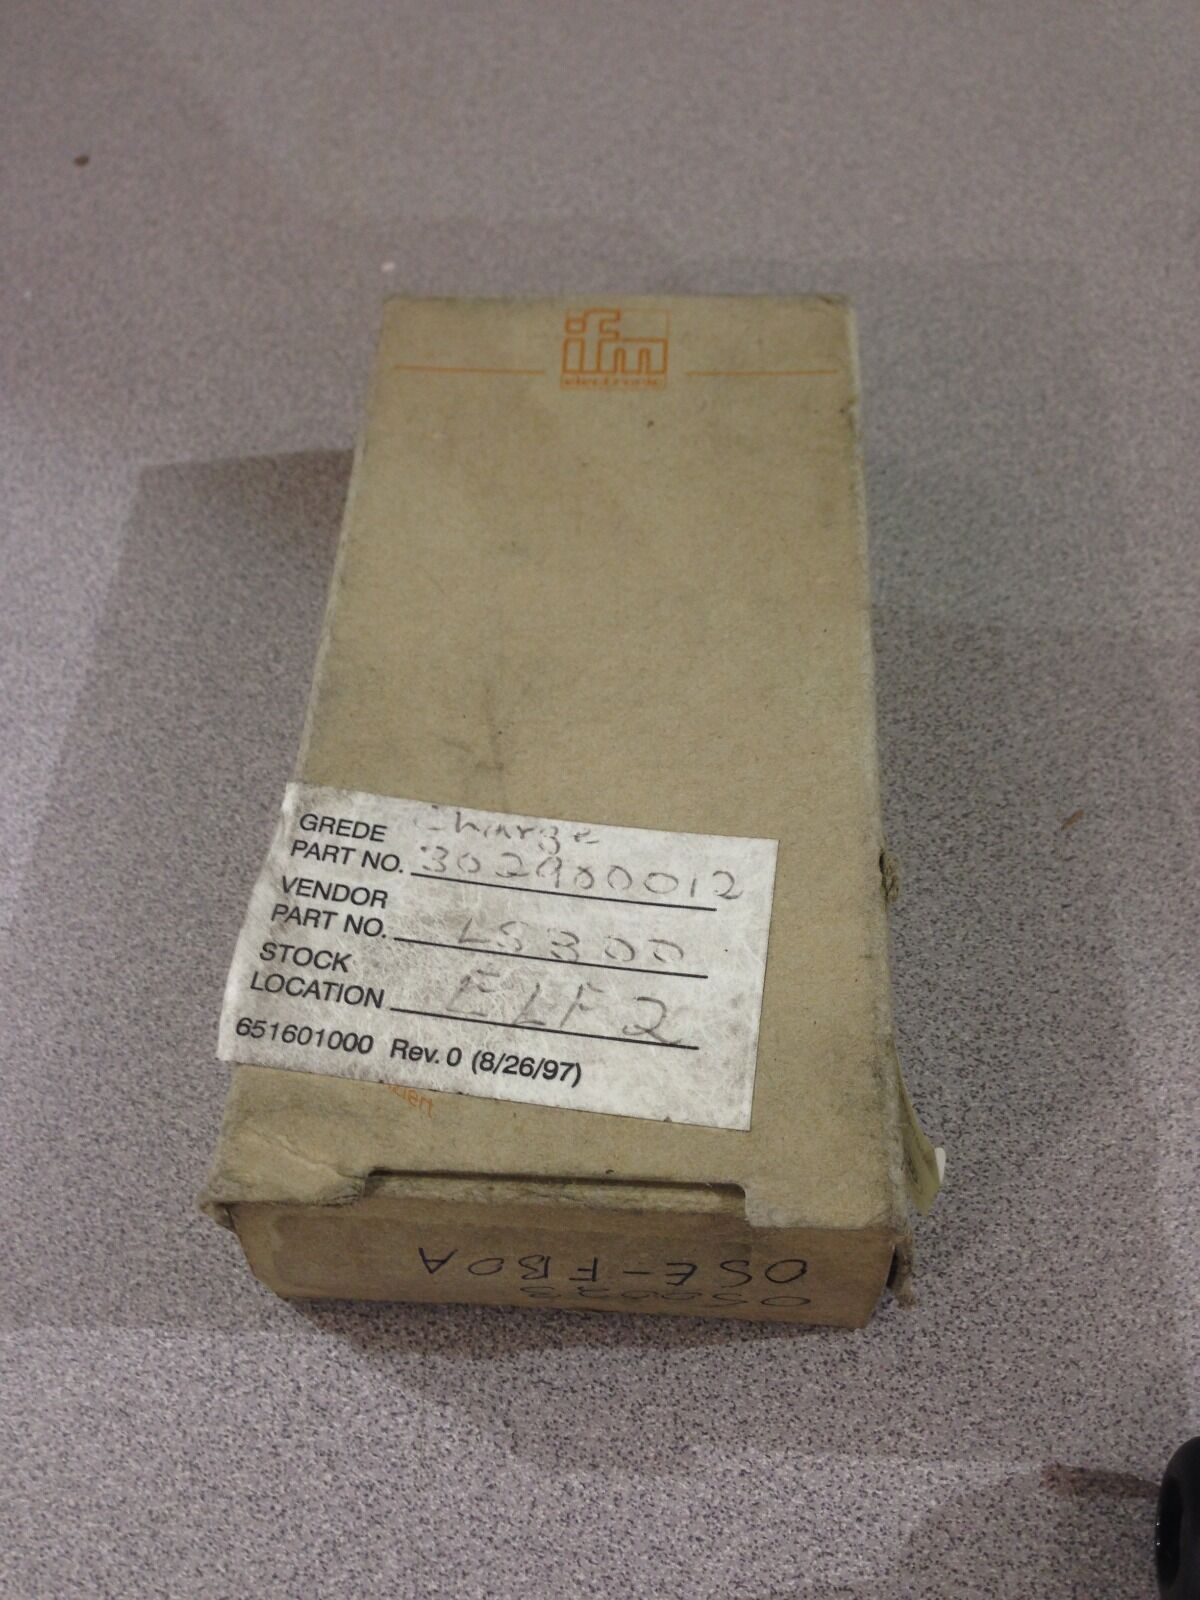 ifm
electronic
GREDE Charge
PART NO. 302900012
VENDOR
PART NO. LS300
STOCK
LOCATION ELF2
651601000 Rev. 0 (8/26/97)
OSE-FBOA